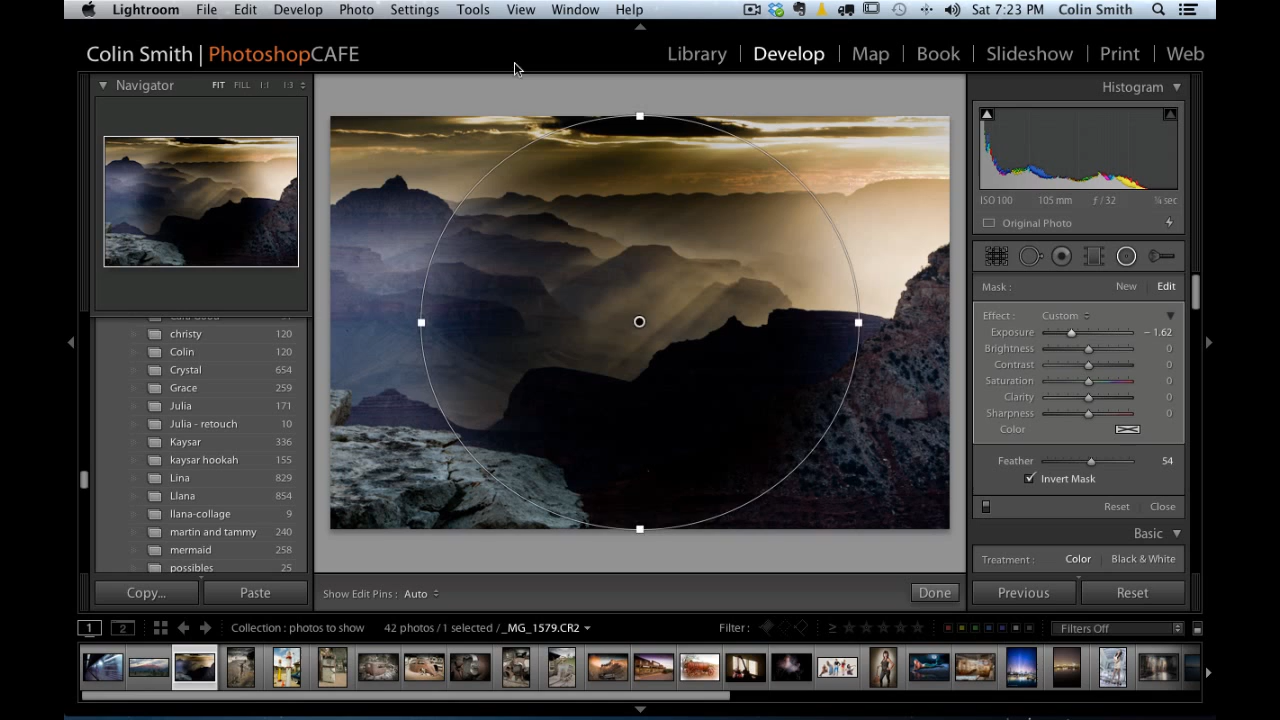 Lightroom File Edit Develop Photo Settings Tools View Window Help Sat 7:23 PM Colin Smith
Colin Smith | PhotoshopCAFE Library | Develop | Map | Book | Slideshow | Print | Web
Navigator FIT FILL 1:1 1:3
christy 120
Colin 120
Crystal 654
Grace 259
Julia 171
Julia - retouch 10
Kaysar 336
kaysar hookah 155
Lina 829
Llana 854
llana-collage 9
martin and tammy 240
mermaid 258
possibles 25
Copy... Paste
Show Edit Pins : Auto Done
Histogram
ISO 100 105 mm ƒ / 32 ¼ sec
Original Photo
Mask : New Edit
Effect : Custom
Exposure – 1.62
Brightness 0
Contrast 0
Saturation 0
Clarity 0
Sharpness 0
Color
Feather 54
Invert Mask
Reset Close
Basic
Treatment : Color | Black & White
Previous Reset
1 2 Collection : photos to show 42 photos / 1 selected / _MG_1579.CR2 Filter : ≥ Filters Off